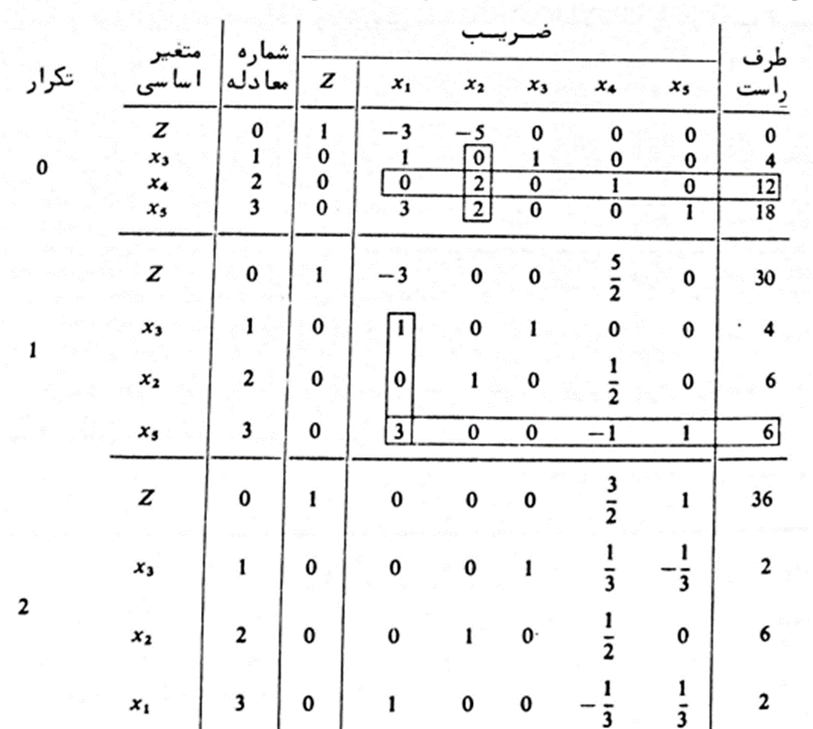 ضریب
تکرار متغیر اساسی شماره معادله Z x₁ x₂ x₃ x₄ x₅ طرف راست
Z 0 1 −3 −5 0 0 0 0
x₃ 1 0 1 0 1 0 0 4
0
x₄ 2 0 0 2 0 1 0 12
x₅ 3 0 3 2 0 0 1 18
Z 0 1 −3 0 0 5/2 0 30
x₃ 1 0 1 0 1 0 0 4
1
x₂ 2 0 0 1 0 1/2 0 6
x₅ 3 0 3 0 0 −1 1 6
Z 0 1 0 0 0 3/2 1 36
x₃ 1 0 0 0 1 1/3 −1/3 2
2
x₂ 2 0 0 1 0 1/2 0 6
x₁ 3 0 1 0 0 −1/3 1/3 2